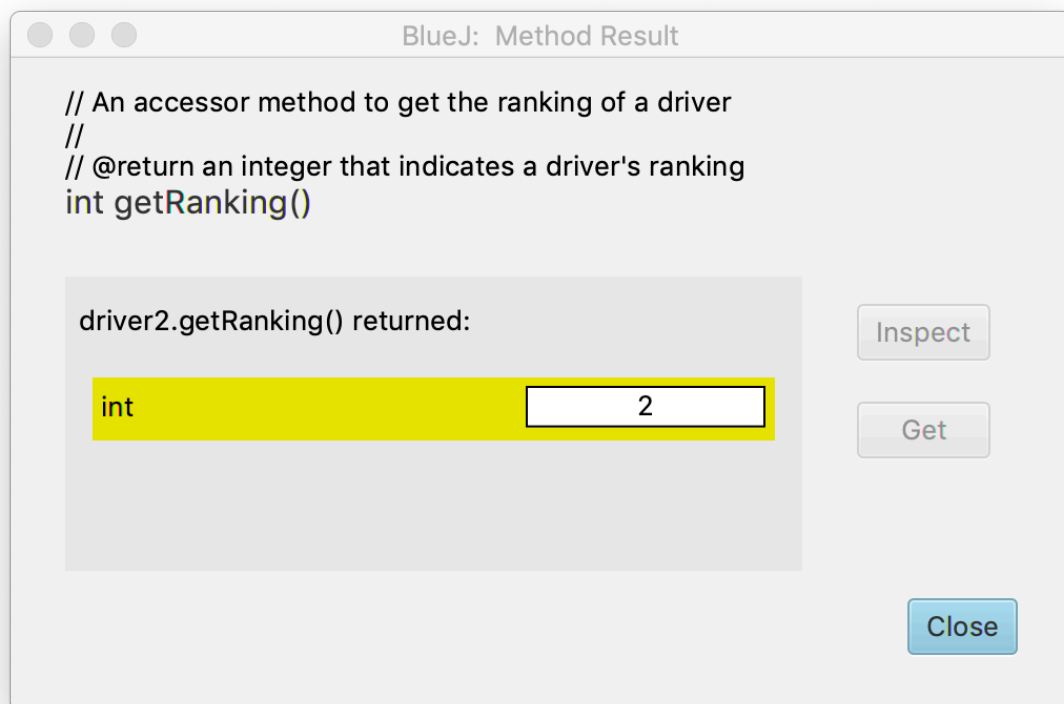 BlueJ:  Method Result
// An accessor method to get the ranking of a driver
//
// @return an integer that indicates a driver's ranking
int getRanking()
driver2.getRanking() returned:
Inspect
int 2
Get
Close